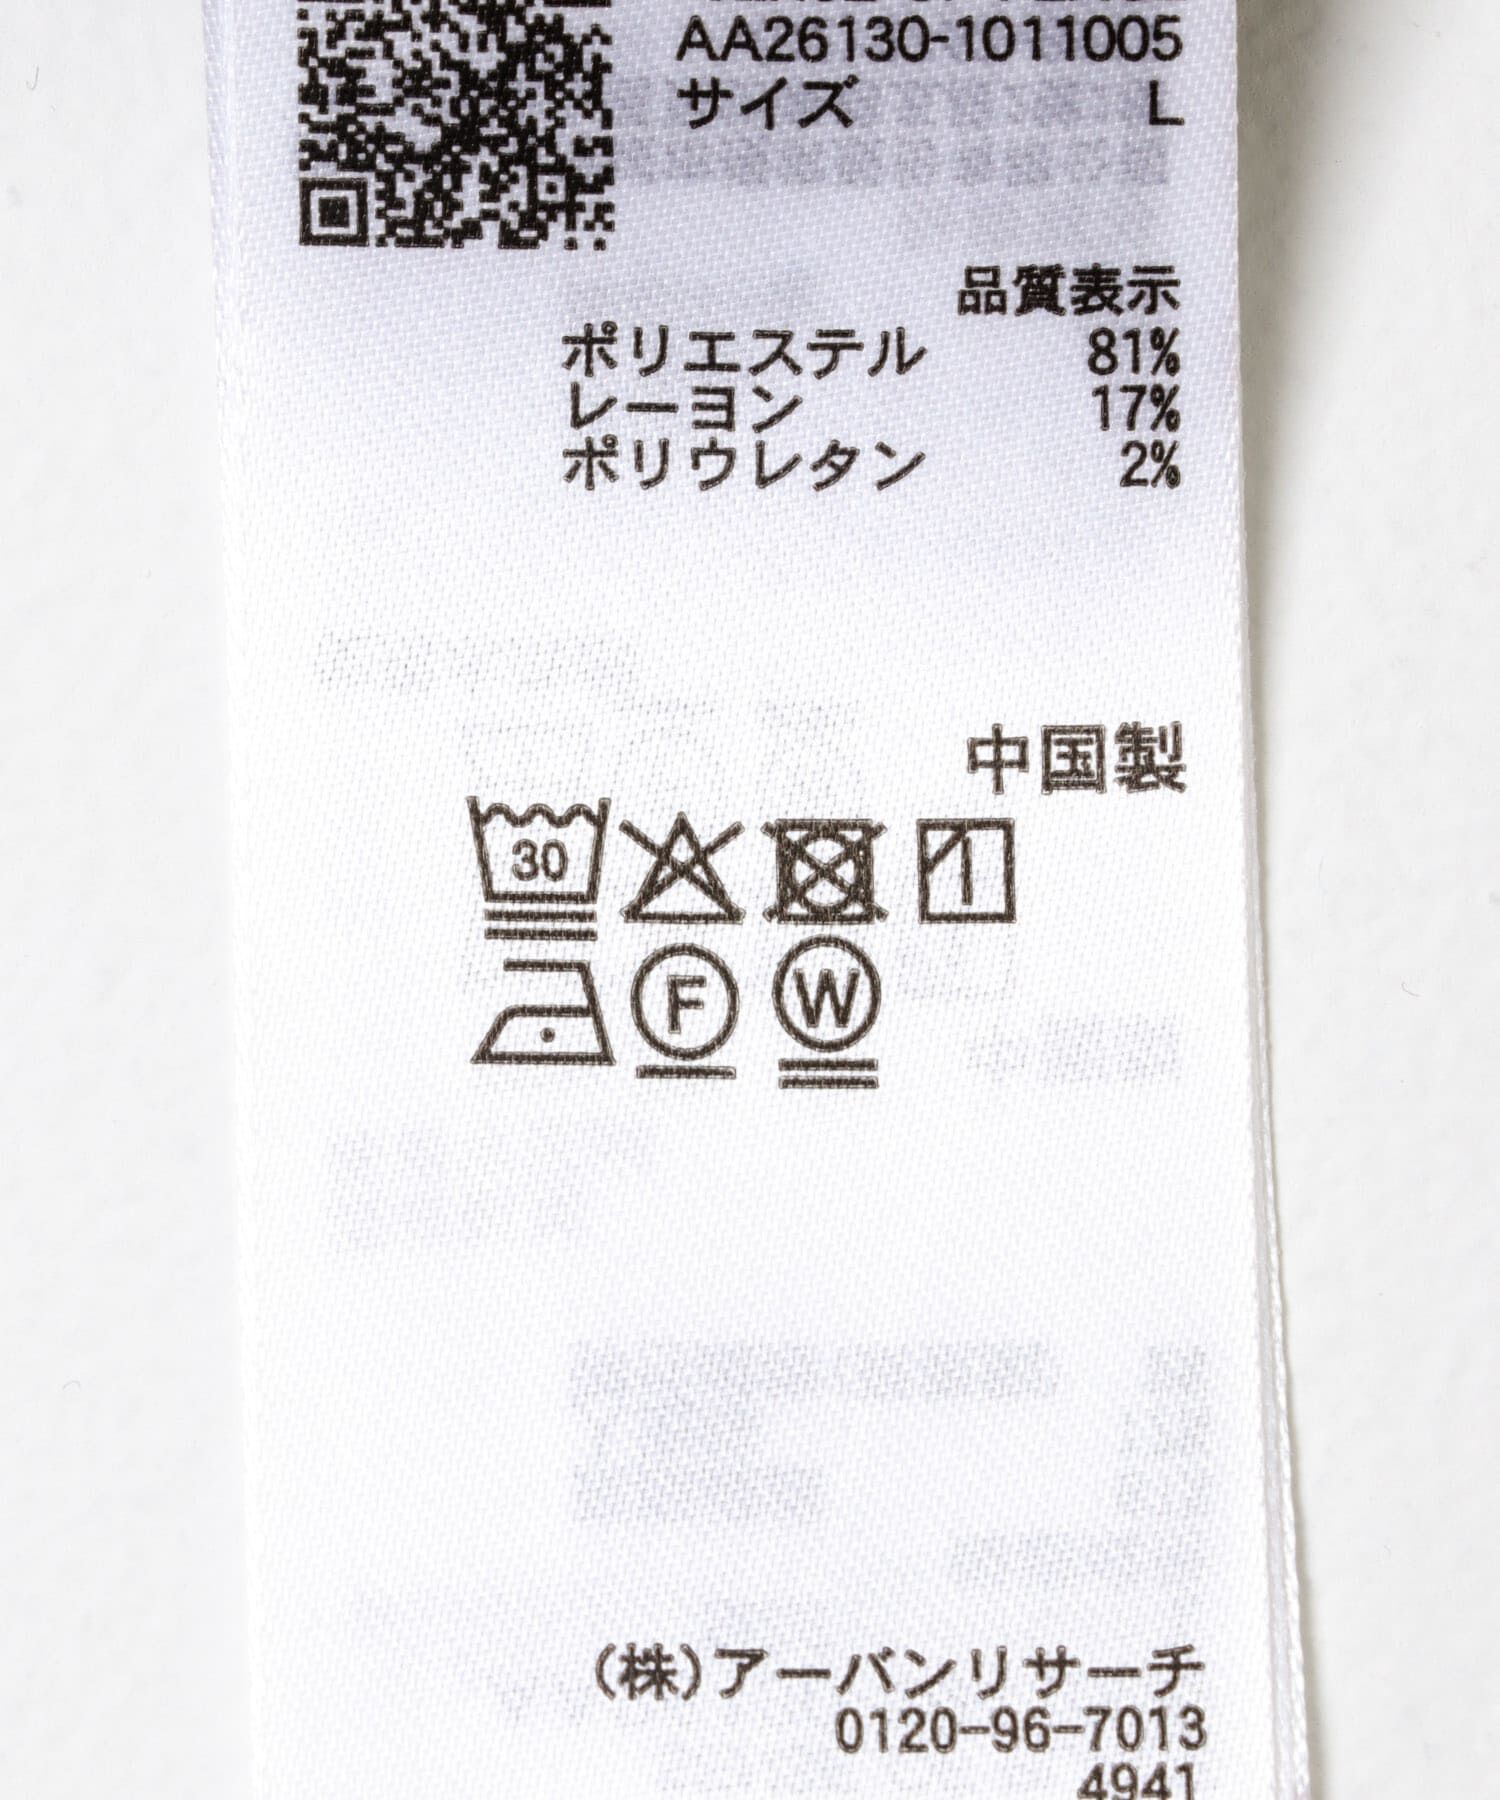 AA26130-1011005
サイズ L
品質表示
ポリエステル 81%
レーヨン 17%
ポリウレタン 2%
中国製
30
F W
(株)アーバンリサーチ
0120-96-7013
4941